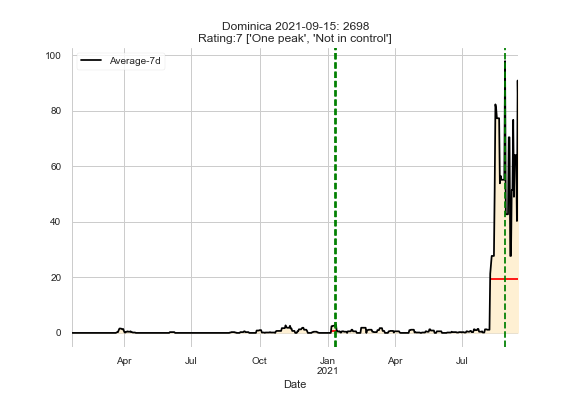 Dominica 2021-09-15: 2698
Rating:7 ['One peak', 'Not in control']
Average-7d
100
80
60
40
20
0
Apr
Jul
Oct
Jan
2021
Apr
Jul
Date